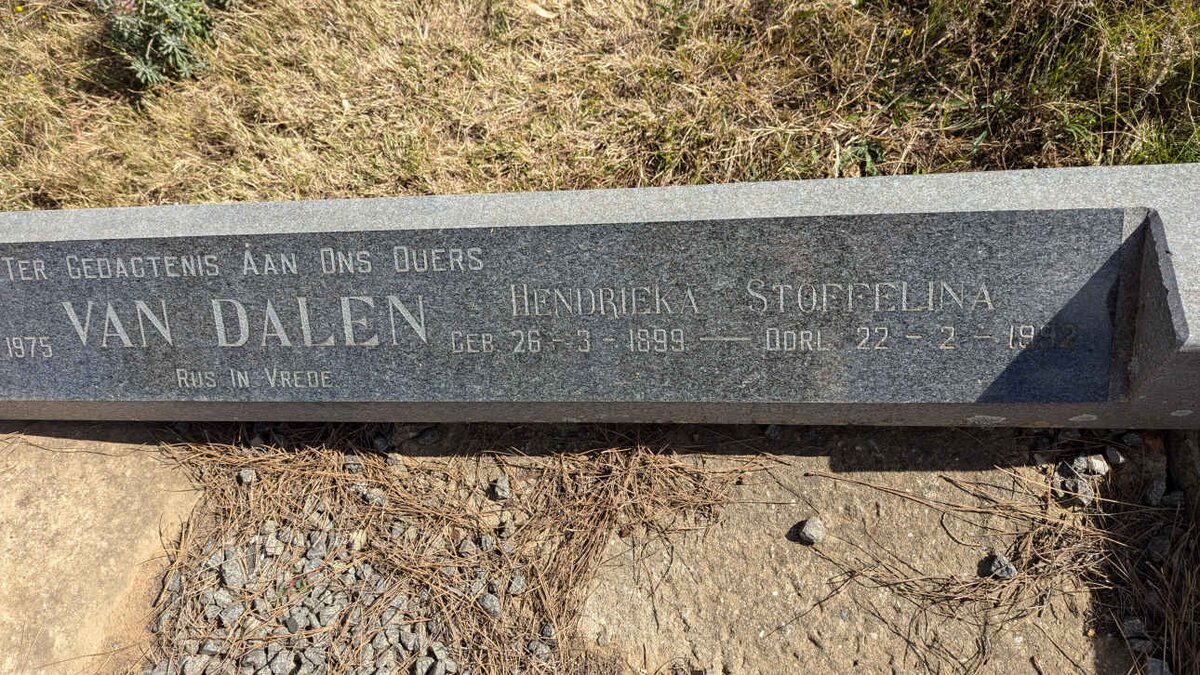 TER GEDAGTENIS AAN ONS OUERS
1975 VAN DALEN
RUS IN VREDE
HENDRIEKA STOFFELINA
GEB 26 - 3 - 1899 — OORL 22 - 2 - 1992